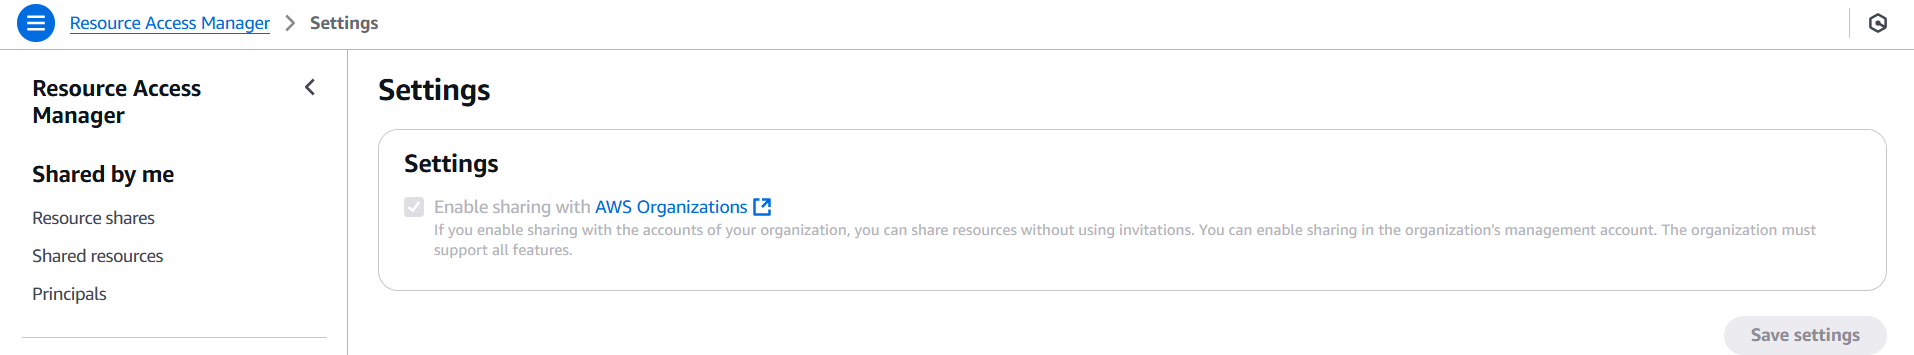 Resource Access Manager > Settings
Resource Access
Manager
Shared by me
Resource shares
Shared resources
Principals
Settings
Settings
Enable sharing with AWS Organizations
If you enable sharing with the accounts of your organization, you can share resources without using invitations. You can enable sharing in the organization's management account. The organization must
support all features.
Save settings